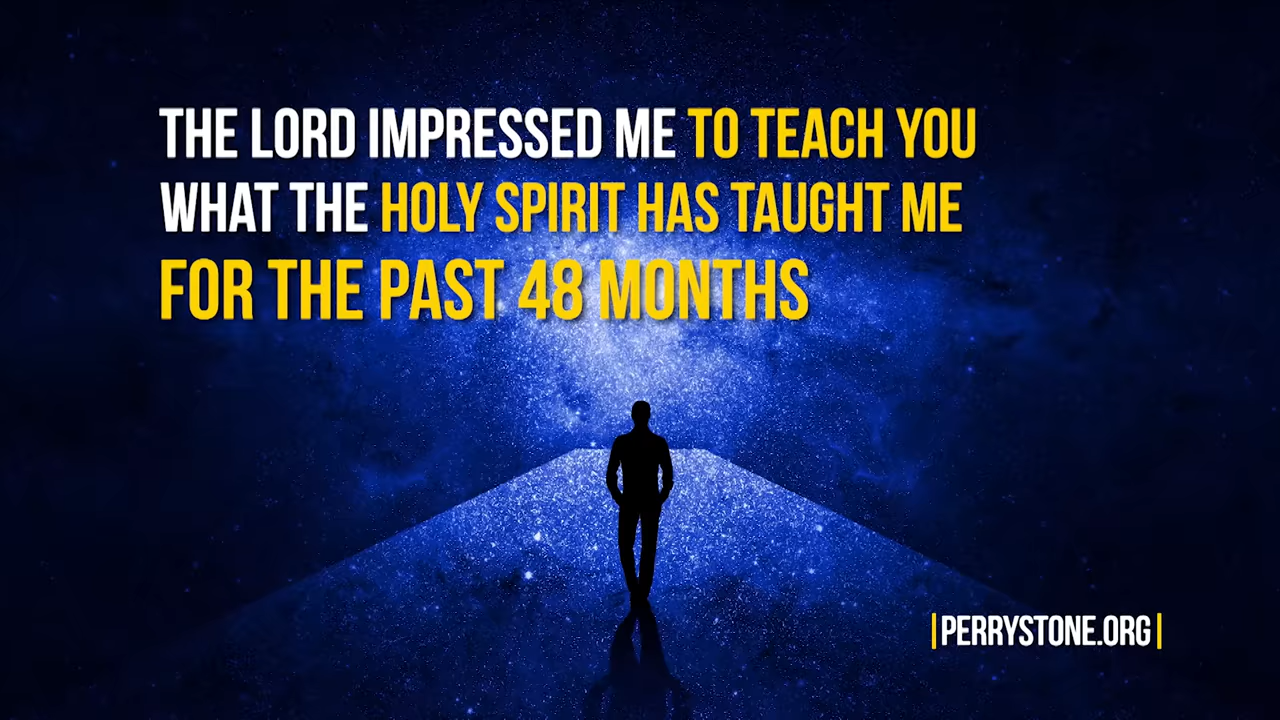 THE LORD IMPRESSED ME TO TEACH YOU
WHAT THE HOLY SPIRIT HAS TAUGHT ME
FOR THE PAST 48 MONTHS
|PERRYSTONE.ORG|